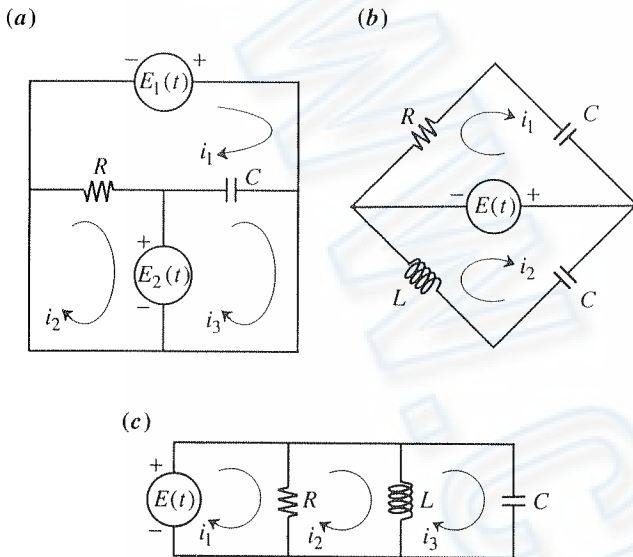 (a)
− E₁(t) +
i₁
R
C
+
E₂(t)
−
i₂
i₃
(b)
R
i₁
C
− E(t) +
L
i₂
C
(c)
+
E(t)
−
i₁
R
i₂
L
i₃
C